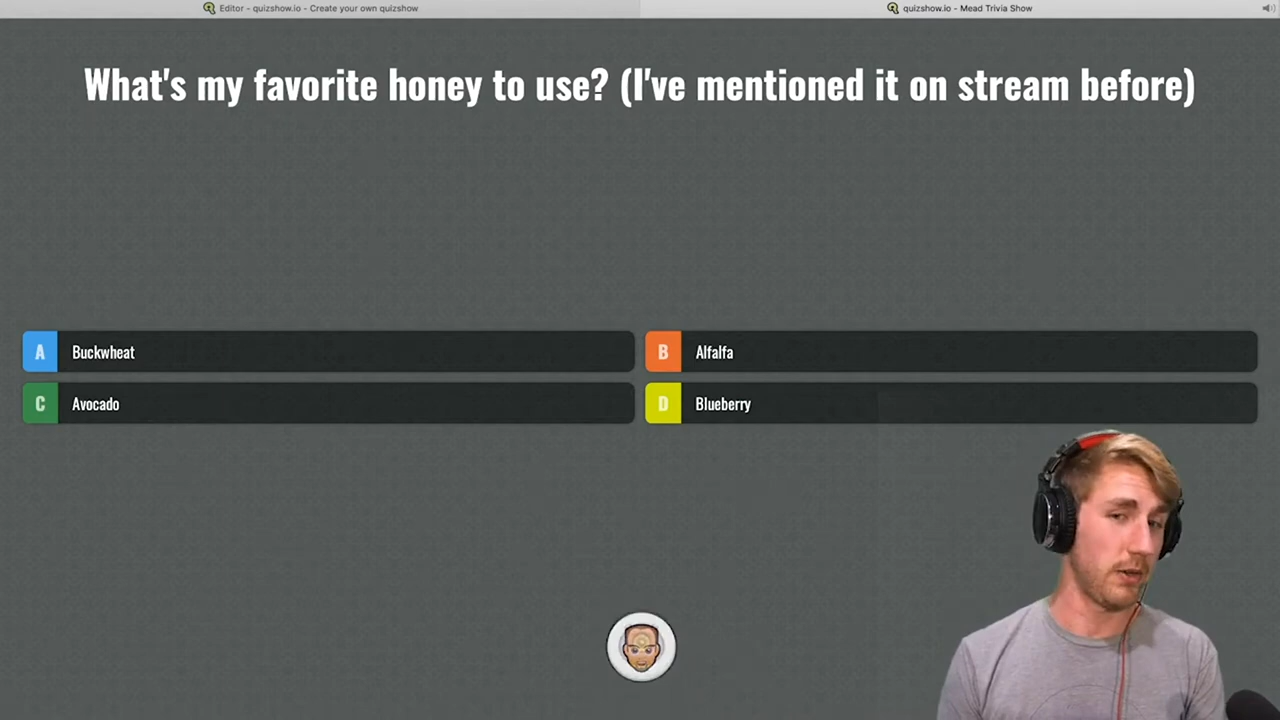 Editor - quizshow.io - Create your own quizshow
quizshow.io - Mead Trivia Show
What's my favorite honey to use? (I've mentioned it on stream before)
A Buckwheat
B Alfalfa
C Avocado
D Blueberry